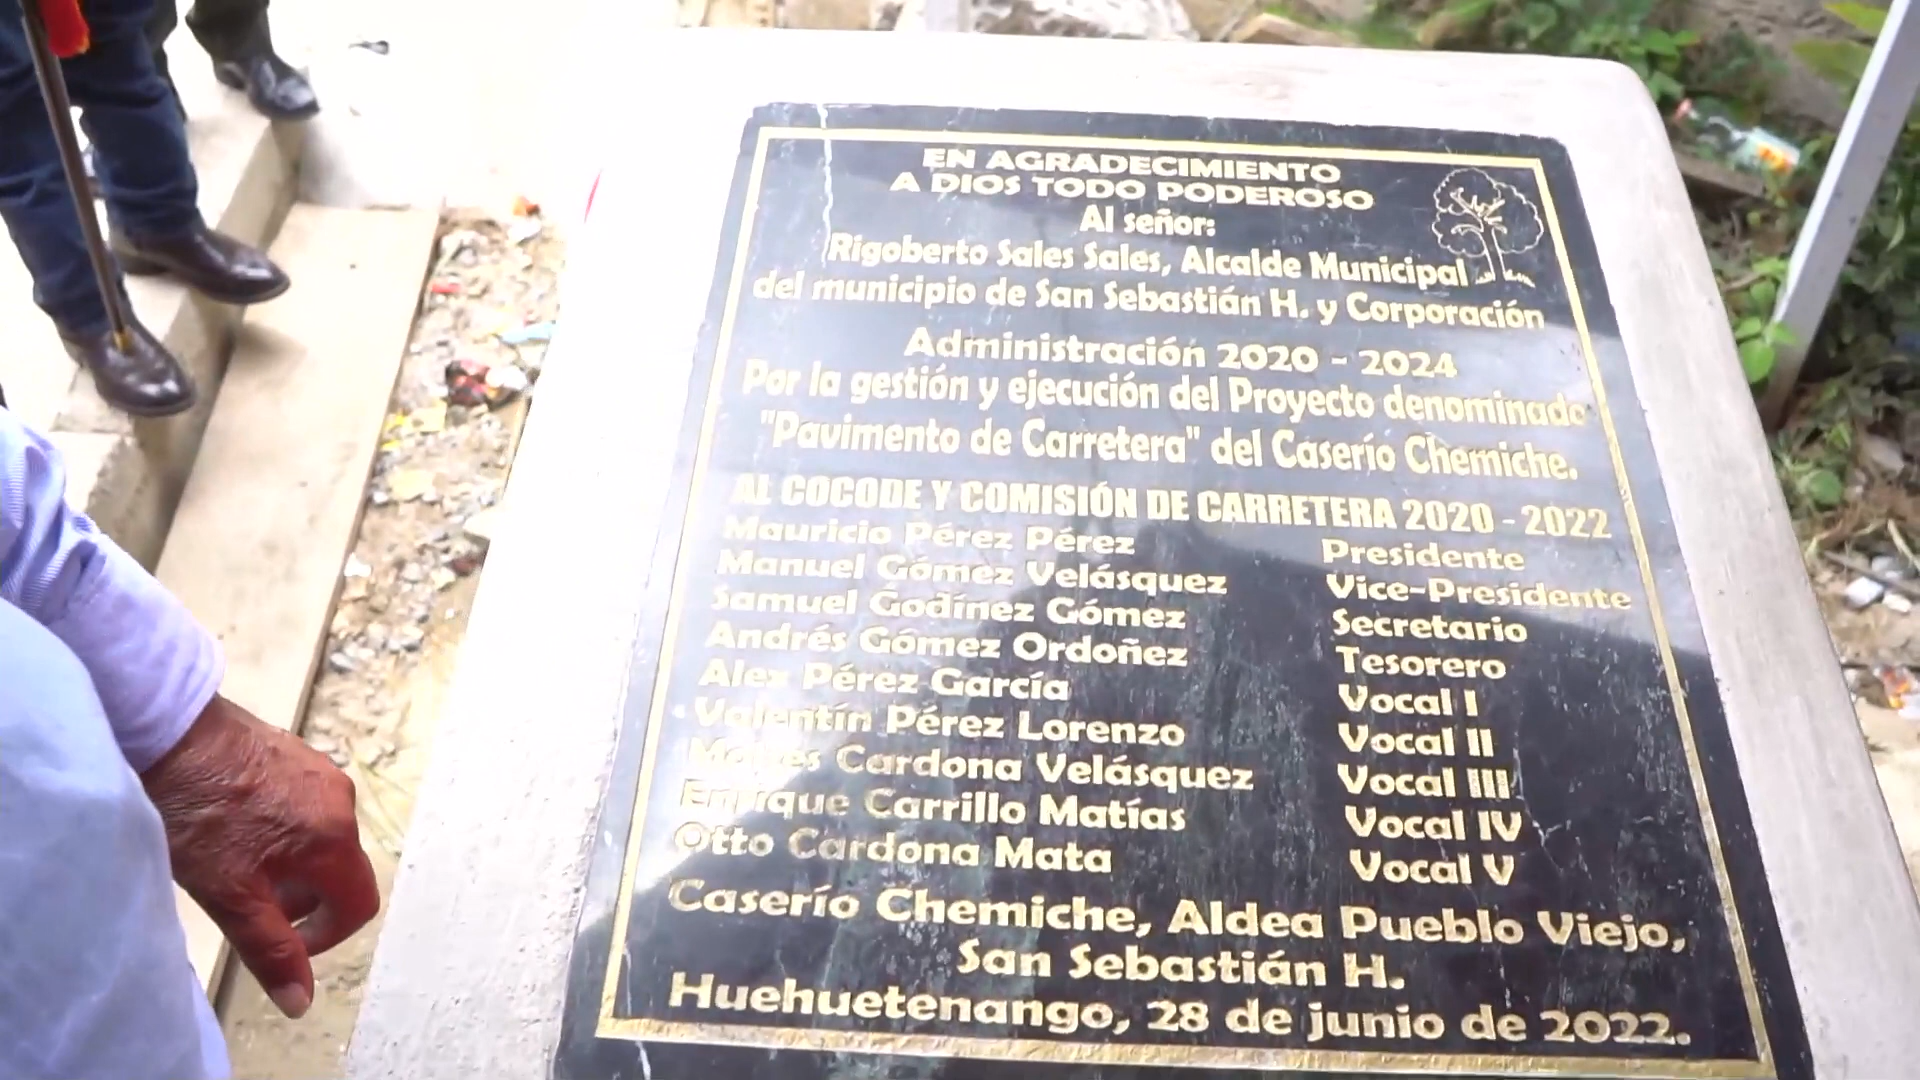 EN AGRADECIMIENTO
A DIOS TODO PODEROSO
Al señor:
Rigoberto Sales Sales, Alcalde Municipal
del municipio de San Sebastián H. y Corporación
Administración 2020 - 2024
Por la gestión y ejecución del Proyecto denominado
"Pavimento de Carretera" del Caserío Chemiche.
AL COCODE Y COMISIÓN DE CARRETERA 2020 - 2022
Mauricio Pérez Pérez Presidente
Manuel Gómez Velásquez Vice-Presidente
Samuel Godínez Gómez Secretario
Andrés Gómez Ordoñez Tesorero
Alex Pérez García Vocal I
Valentín Pérez Lorenzo Vocal II
Cardona Velásquez Vocal III
Enrique Carrillo Matías Vocal IV
Otto Cardona Mata Vocal V
Caserío Chemiche, Aldea Pueblo Viejo,
San Sebastián H.
Huehuetenango, 28 de junio de 2022.